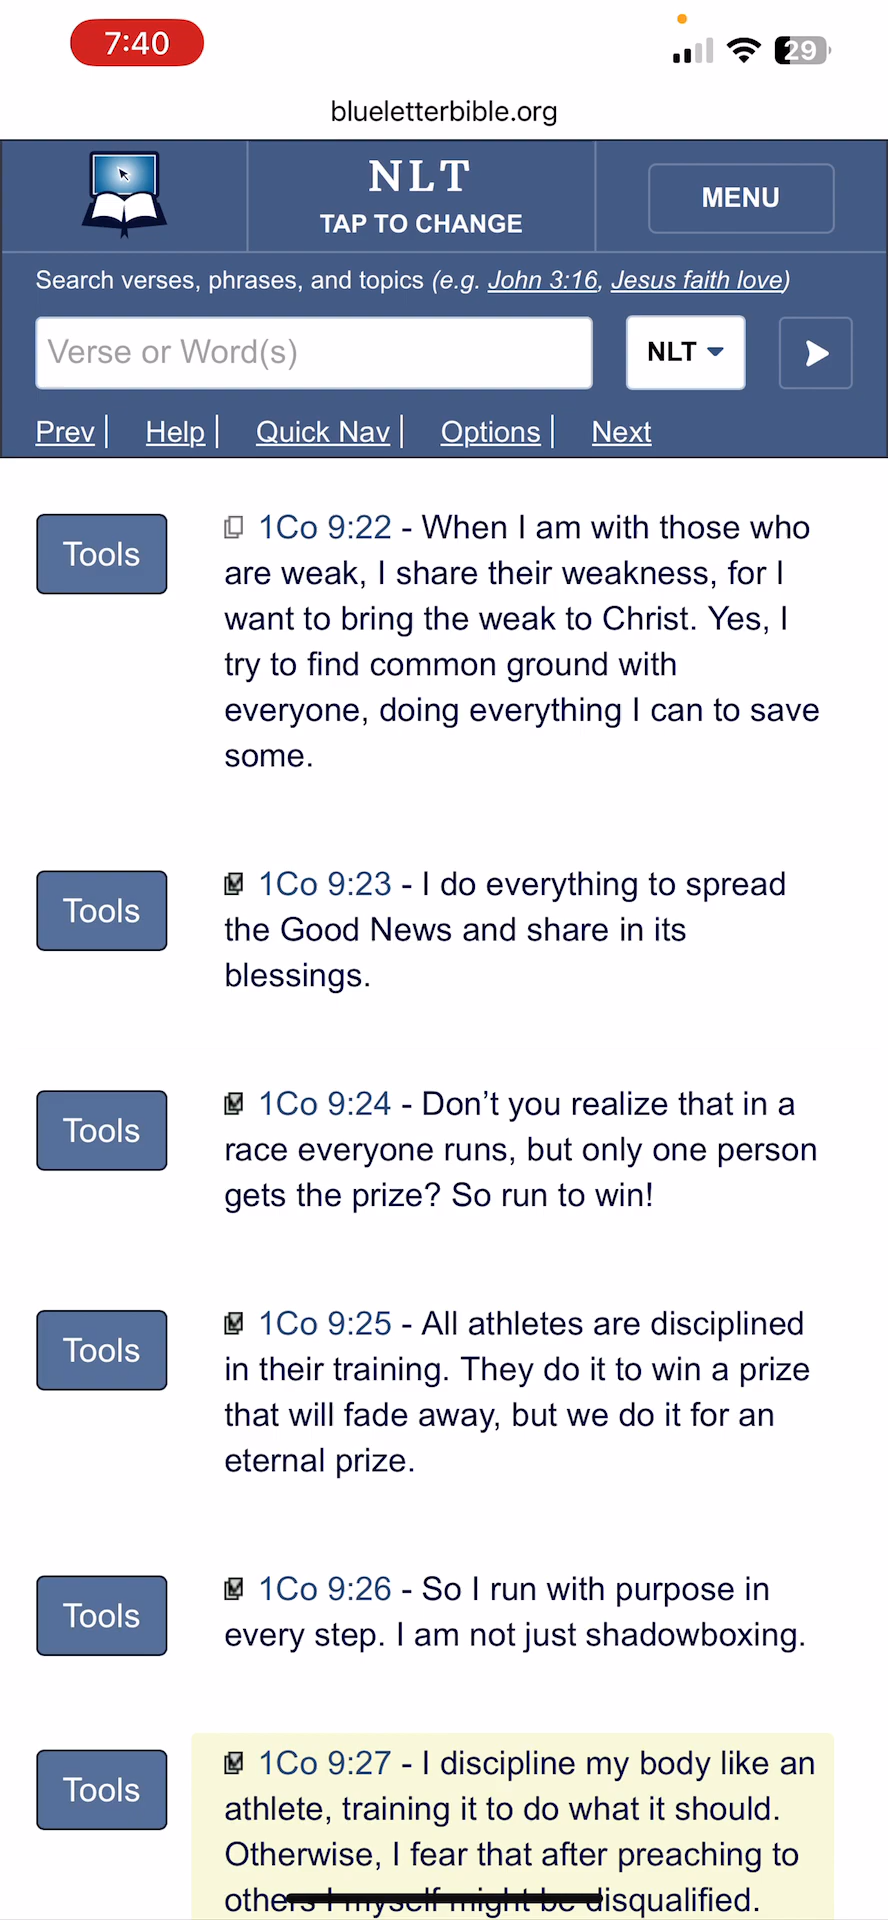 7:40
29
blueletterbible.org
NLT
TAP TO CHANGE
MENU
Search verses, phrases, and topics (e.g. John 3:16, Jesus faith love)
Verse or Word(s)
NLT
Prev | Help | Quick Nav | Options | Next
Tools
1Co 9:22 - When I am with those who
are weak, I share their weakness, for I
want to bring the weak to Christ. Yes, I
try to find common ground with
everyone, doing everything I can to save
some.
Tools
1Co 9:23 - I do everything to spread
the Good News and share in its
blessings.
Tools
1Co 9:24 - Don’t you realize that in a
race everyone runs, but only one person
gets the prize? So run to win!
Tools
1Co 9:25 - All athletes are disciplined
in their training. They do it to win a prize
that will fade away, but we do it for an
eternal prize.
Tools
1Co 9:26 - So I run with purpose in
every step. I am not just shadowboxing.
Tools
1Co 9:27 - I discipline my body like an
athlete, training it to do what it should.
Otherwise, I fear that after preaching to
others I myself might be disqualified.